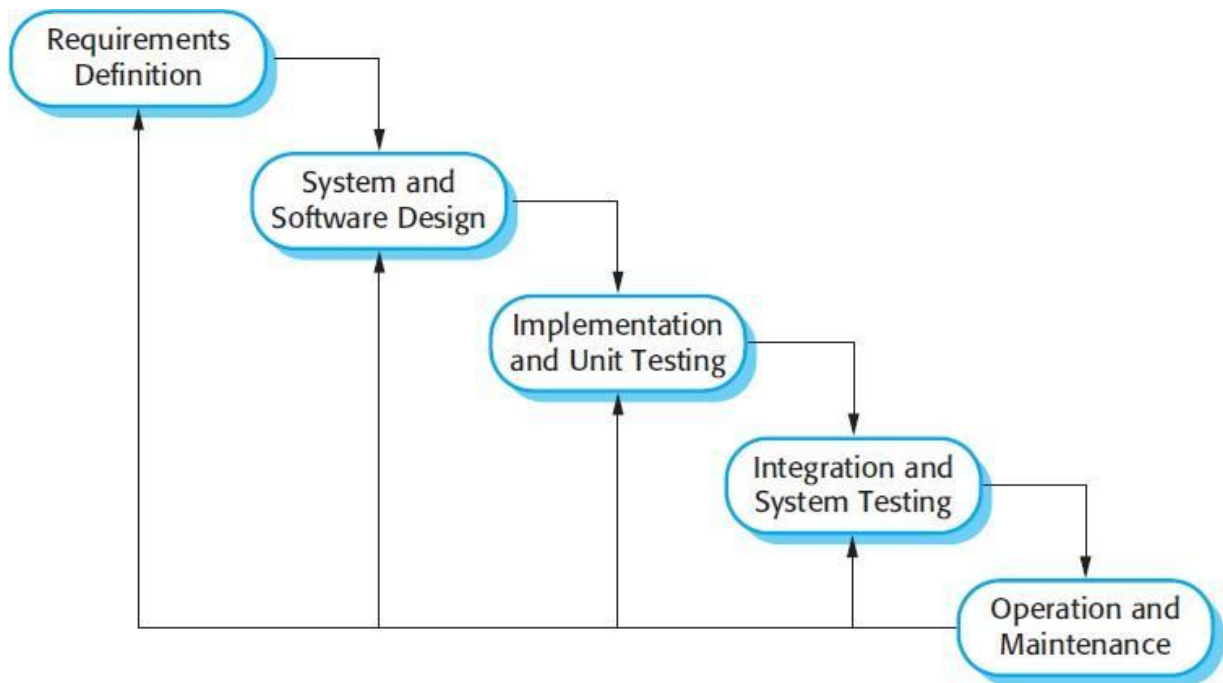 Requirements
Definition
System and
Software Design
Implementation
and Unit Testing
Integration and
System Testing
Operation and
Maintenance